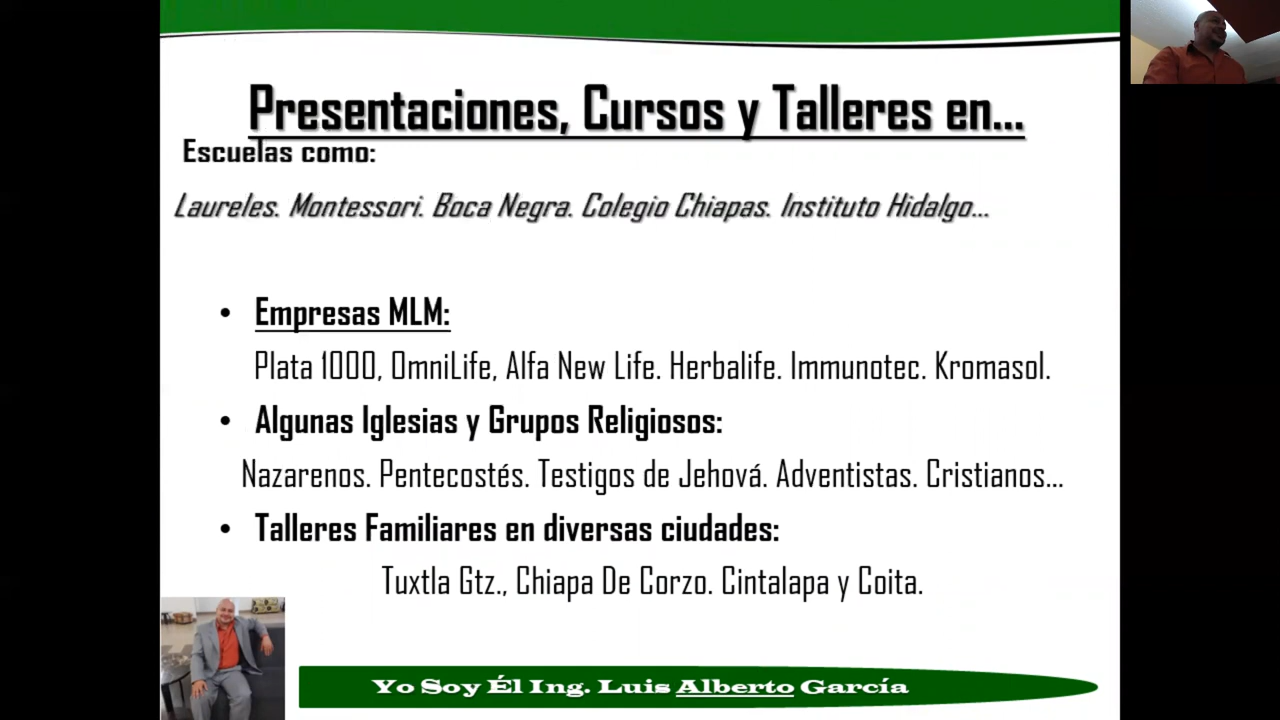 Presentaciones, Cursos y Talleres en...
Escuelas como:
Laureles. Montessori. Boca Negra. Colegio Chiapas. Instituto Hidalgo...
• Empresas MLM:
Plata 1000, OmniLife, Alfa New Life. Herbalife. Immunotec. Kromasol.
• Algunas Iglesias y Grupos Religiosos:
Nazarenos. Pentecostés. Testigos de Jehová. Adventistas. Cristianos...
• Talleres Familiares en diversas ciudades:
Tuxtla Gtz., Chiapa De Corzo. Cintalapa y Coita.
Yo Soy Él Ing. Luis Alberto García